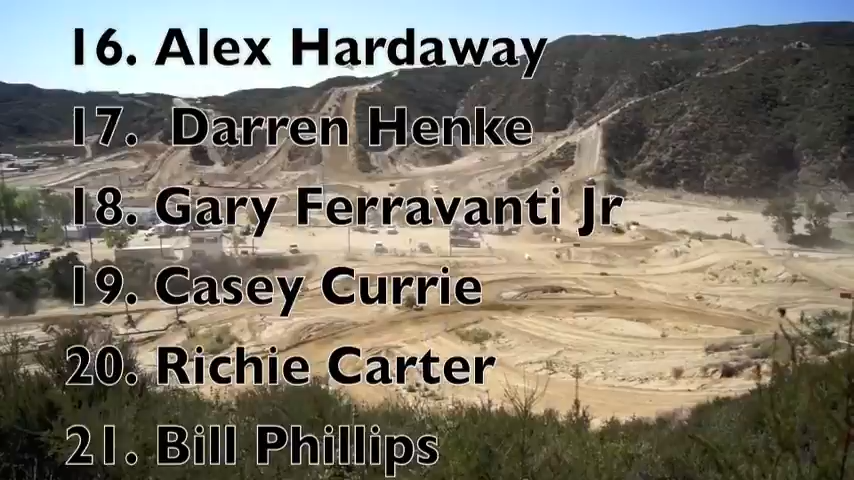 16. Alex Hardaway
17. Darren Henke
18. Gary Ferravanti Jr
19. Casey Currie
20. Richie Carter
21. Bill Phillips